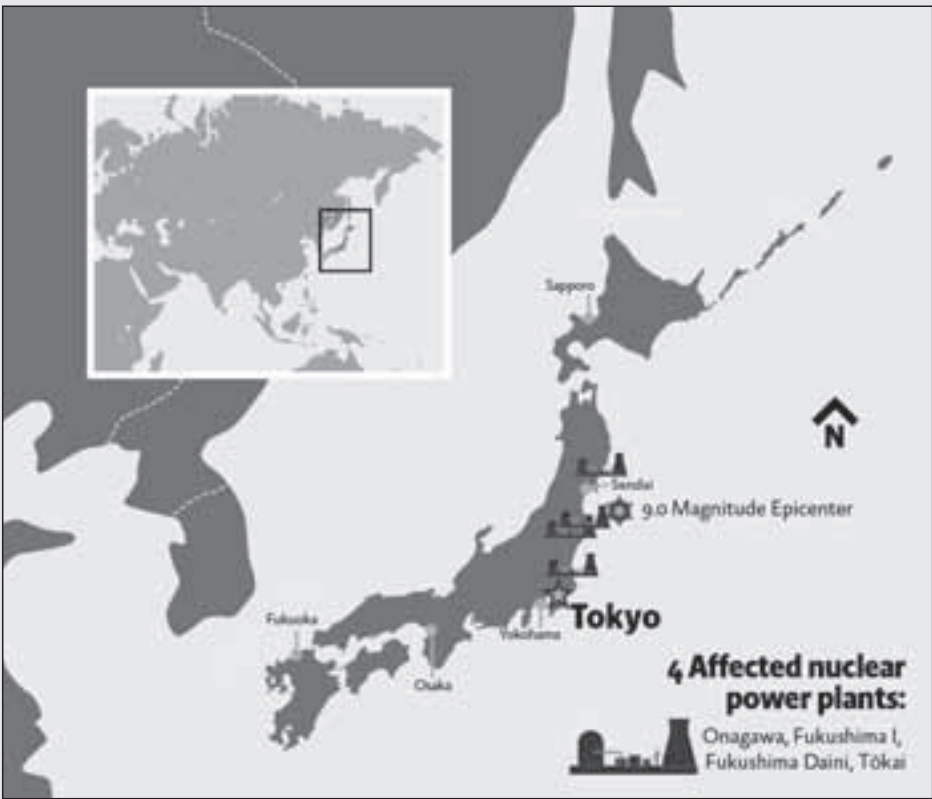 Sapporo
N
Sendai
9.0 Magnitude Epicenter
Tokyo
Yokohama
Fukuoka
Osaka
4 Affected nuclear
power plants:
Onagawa, Fukushima I,
Fukushima Daini, Tōkai